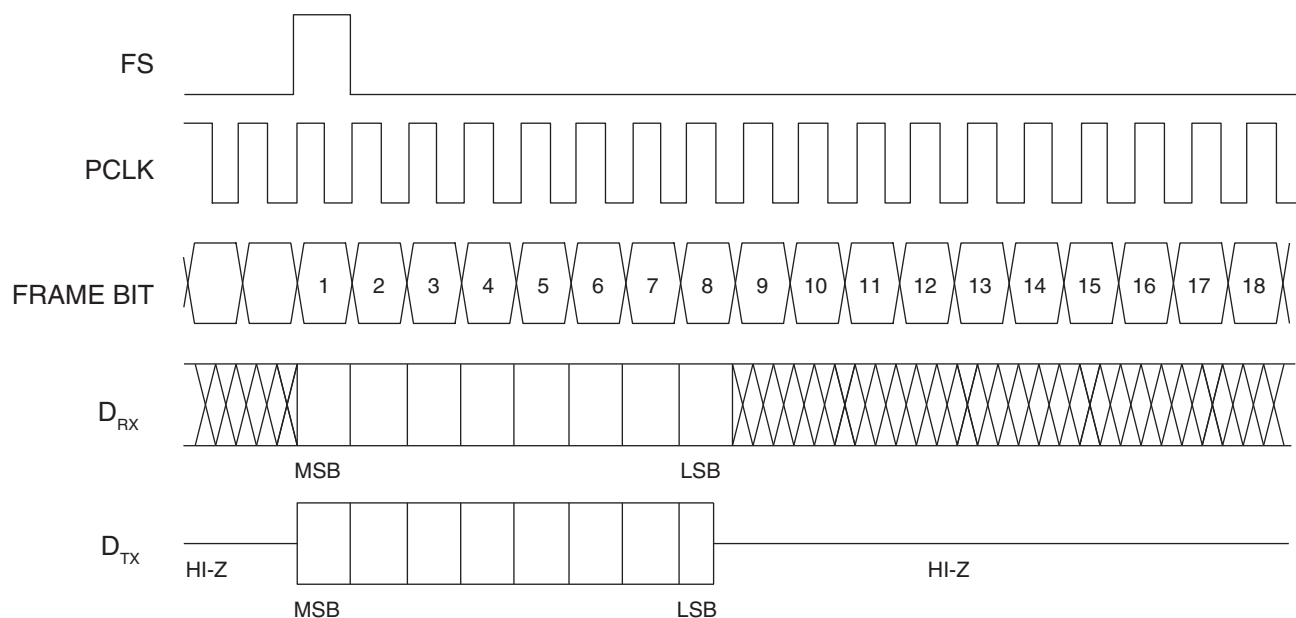 FS
PCLK
FRAME BIT 1 2 3 4 5 6 7 8 9 10 11 12 13 14 15 16 17 18
DRX
MSB LSB
DTX
HI-Z HI-Z
MSB LSB